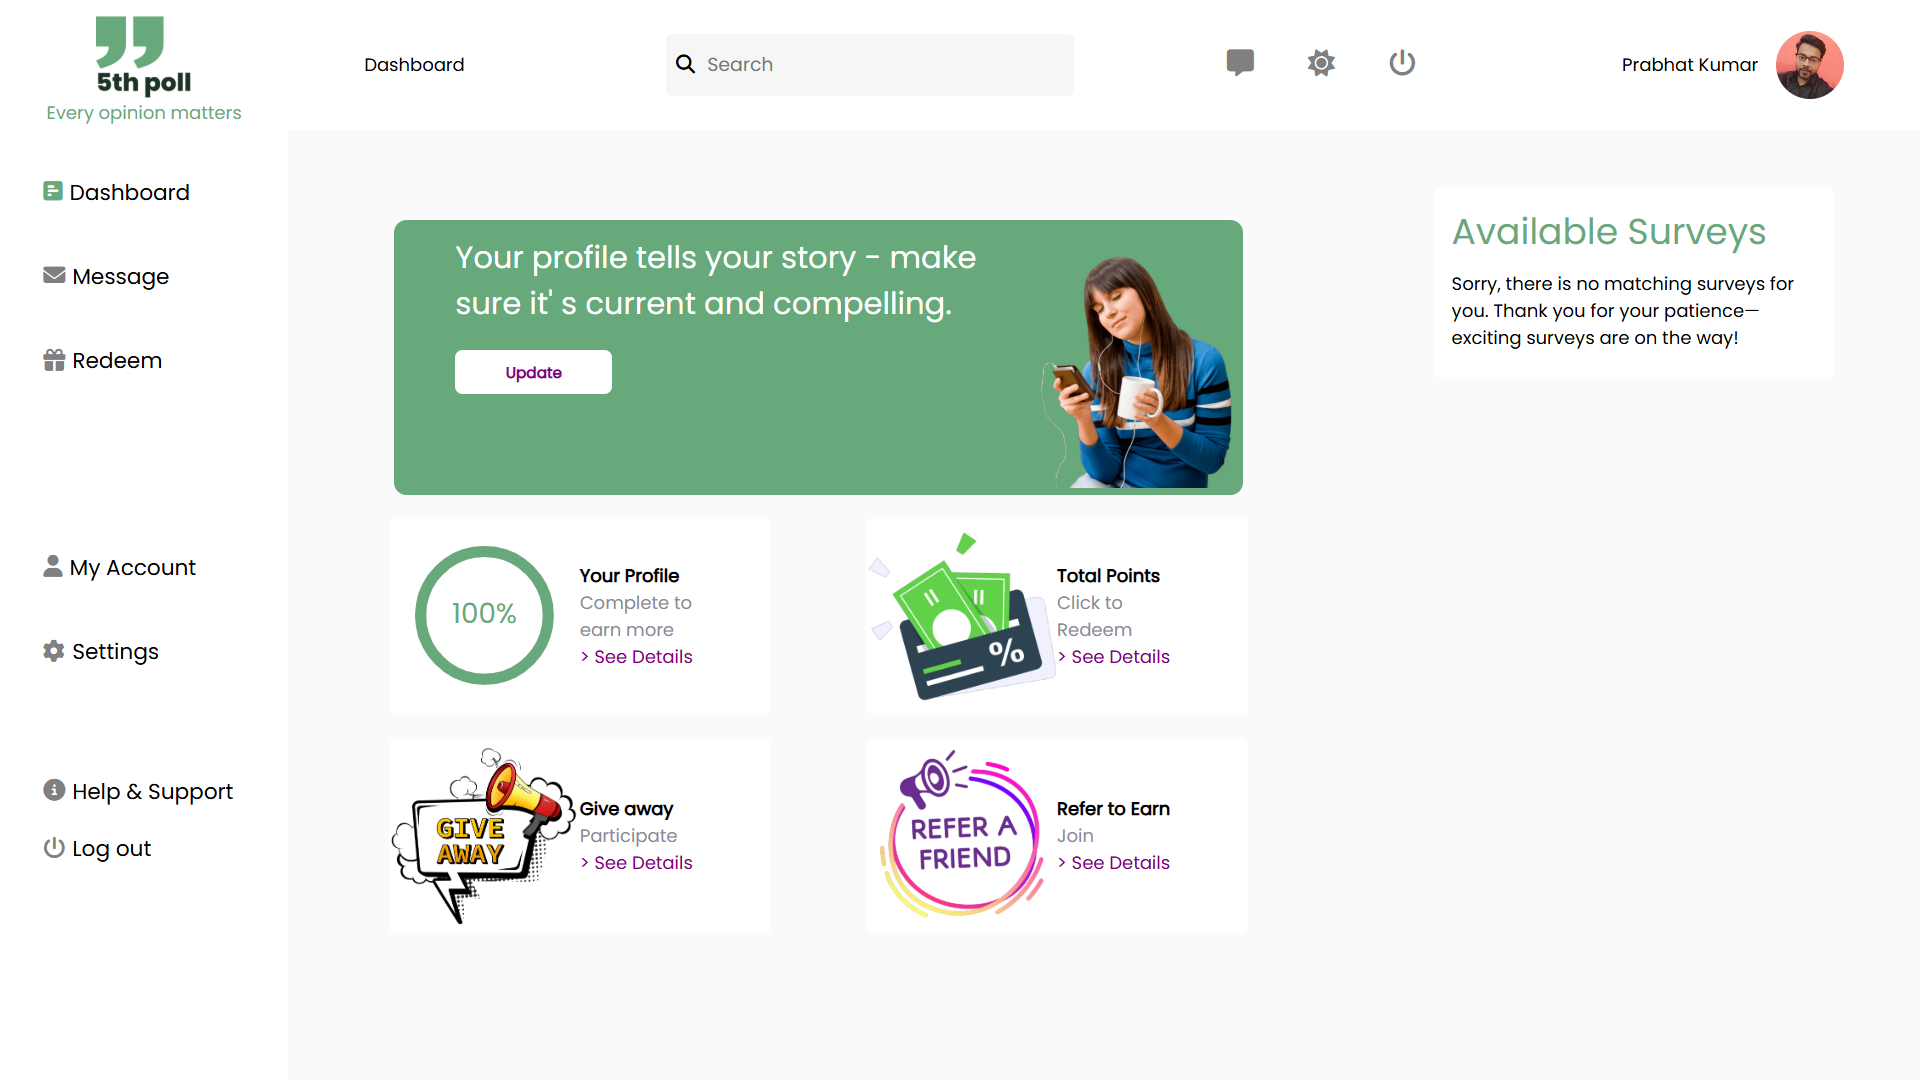 5th poll
Every opinion matters
Dashboard
Search
Prabhat Kumar
Dashboard
Message
Redeem
My Account
Settings
Help & Support
Log out
Your profile tells your story - make
sure it' s current and compelling.
Update
100%
Your Profile
Complete to
earn more
> See Details
%
Total Points
Click to
Redeem
> See Details
GIVE
AWAY
Give away
Participate
> See Details
REFER A
FRIEND
Refer to Earn
Join
> See Details
Available Surveys
Sorry, there is no matching surveys for
you. Thank you for your patience—
exciting surveys are on the way!